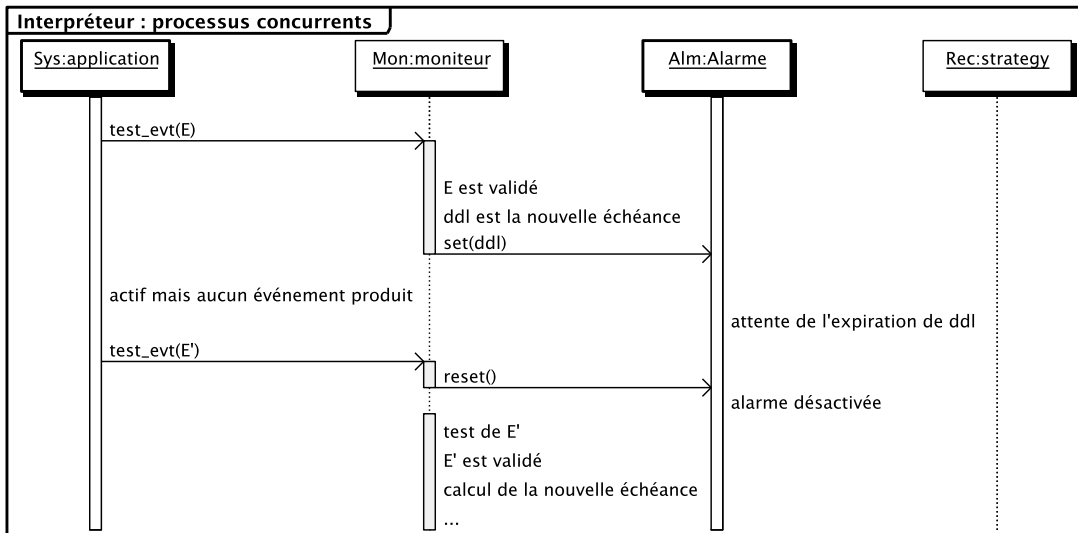 Interpréteur : processus concurrents
Sys:application
Mon:moniteur
Alm:Alarme
Rec:strategy
test_evt(E)
E est validé
ddl est la nouvelle échéance
set(ddl)
actif mais aucun événement produit
attente de l'expiration de ddl
test_evt(E')
reset()
alarme désactivée
test de E'
E' est validé
calcul de la nouvelle échéance
...